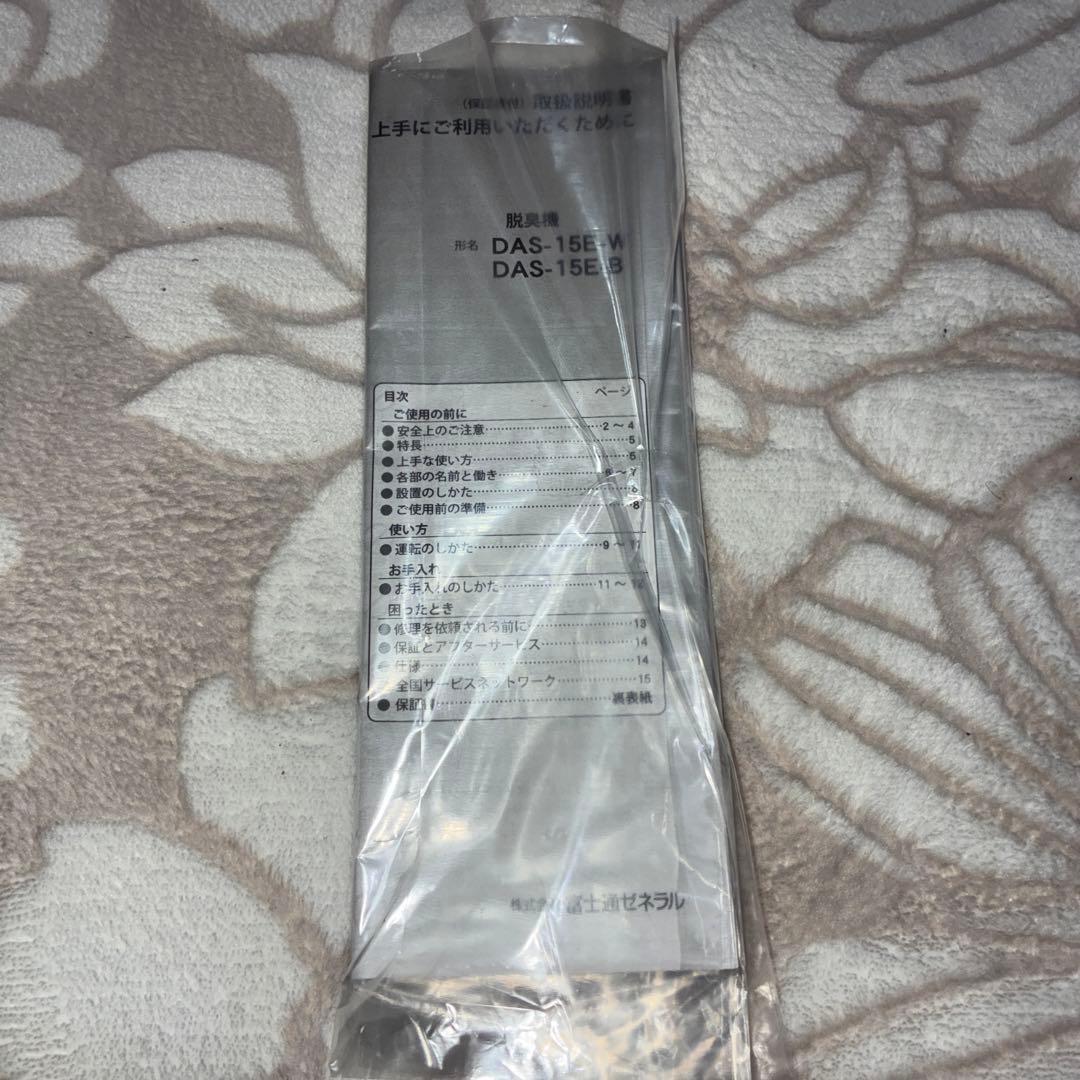 (保証書付) 取扱説明書
上手にご利用いただくために
脱臭機
形名 DAS-15E-W
DAS-15E-B
目次 ページ
ご使用の前に
●安全上のご注意 2～4
●特長 5
●上手な使い方 5
●各部の名前と働き 6～7
●設置のしかた 8
●ご使用前の準備 8
使い方
●運転のしかた 9～11
お手入れ
●お手入れのしかた 11～12
困ったとき
●修理を依頼される前に 13
●保証とアフターサービス 14
●仕様 14
全国サービスネットワーク 15
●保証書 裏表紙
株式会社富士通ゼネラル